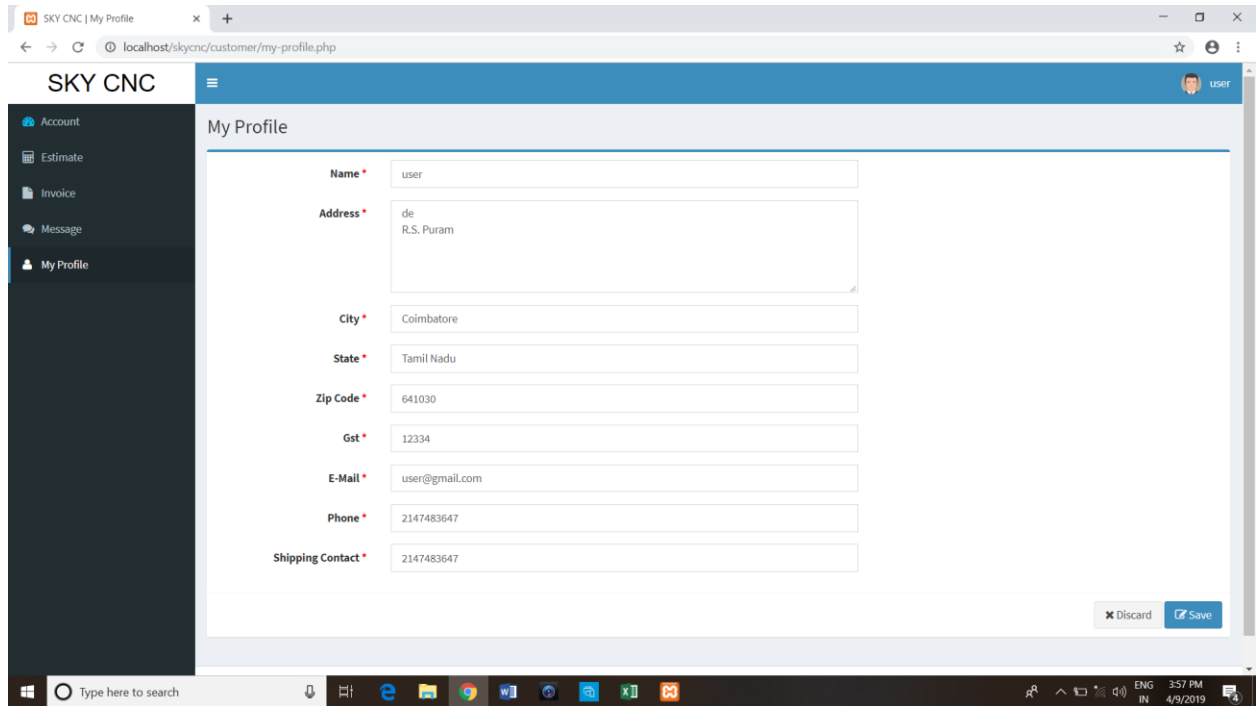 SKY CNC | My Profile
localhost/skycnc/customer/my-profile.php
SKY CNC
user
Account
Estimate
Invoice
Message
My Profile
My Profile
Name *
user
Address *
de
R.S. Puram
City *
Coimbatore
State *
Tamil Nadu
Zip Code *
641030
Gst *
12334
E-Mail *
user@gmail.com
Phone *
2147483647
Shipping Contact *
2147483647
Discard
Save
Type here to search
ENG
IN
3:57 PM
4/9/2019
4